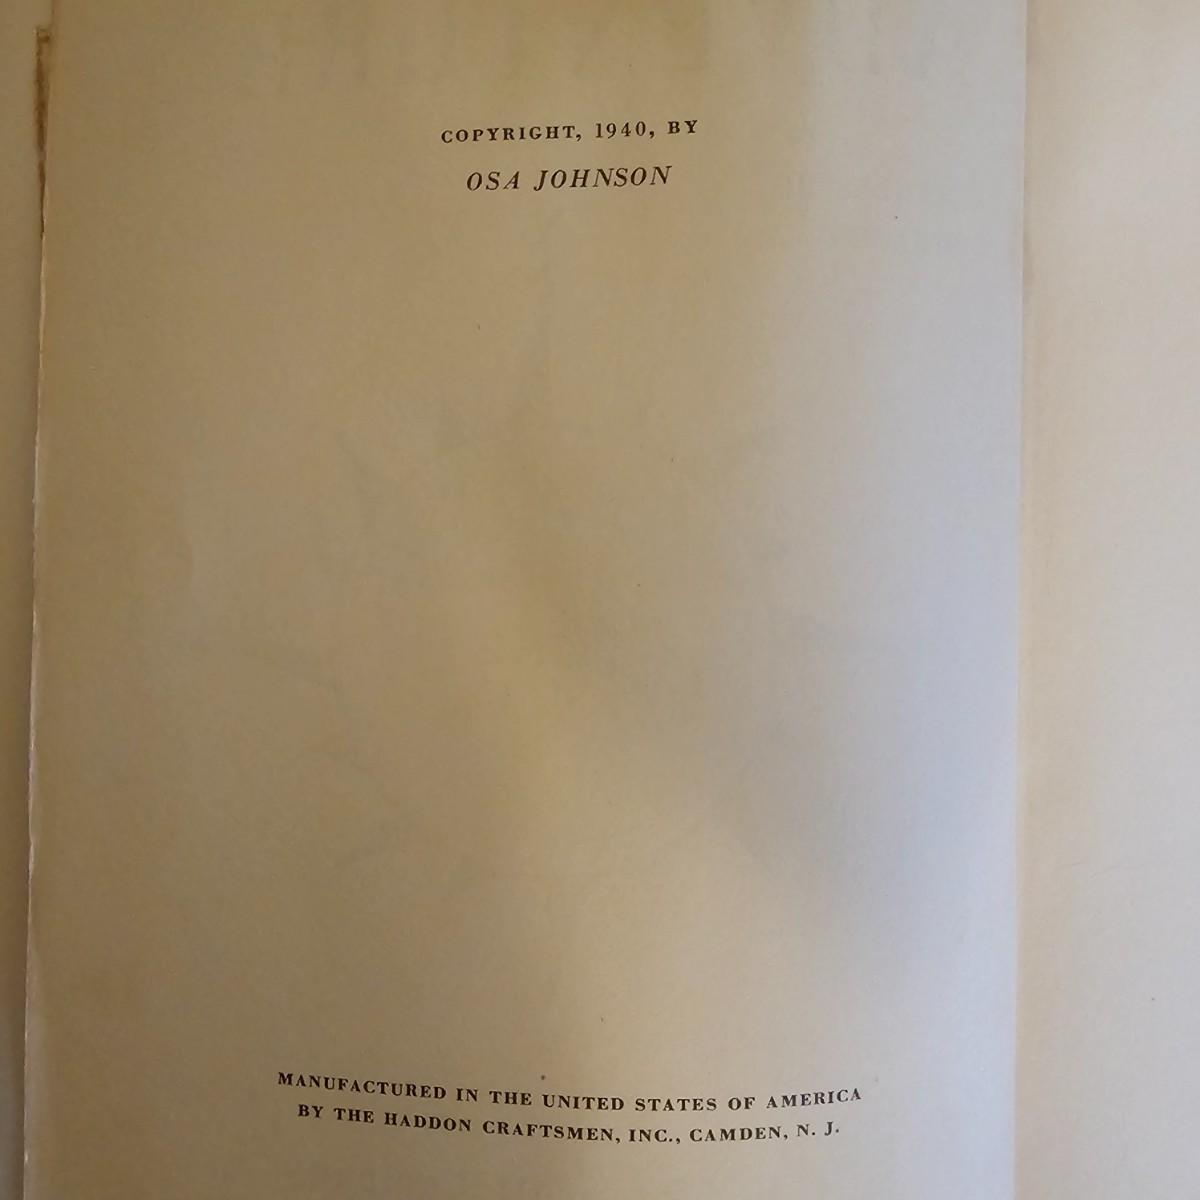 COPYRIGHT, 1940, BY
OSA JOHNSON
MANUFACTURED IN THE UNITED STATES OF AMERICA
BY THE HADDON CRAFTSMEN, INC., CAMDEN, N. J.